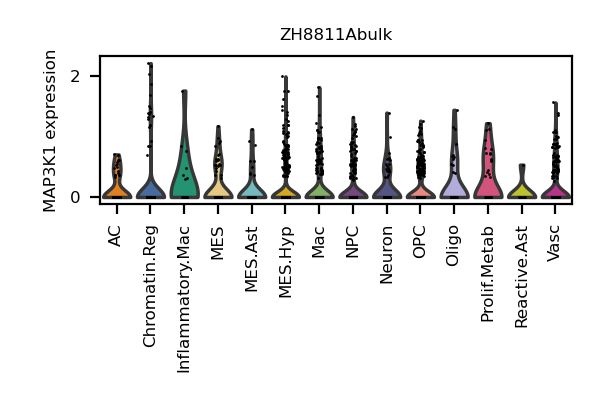 ZH8811Abulk
MAP3K1 expression
2
0
AC
Chromatin.Reg
Inflammatory.Mac
MES
MES.Ast
MES.Hyp
Mac
NPC
Neuron
OPC
Oligo
Prolif.Metab
Reactive.Ast
Vasc